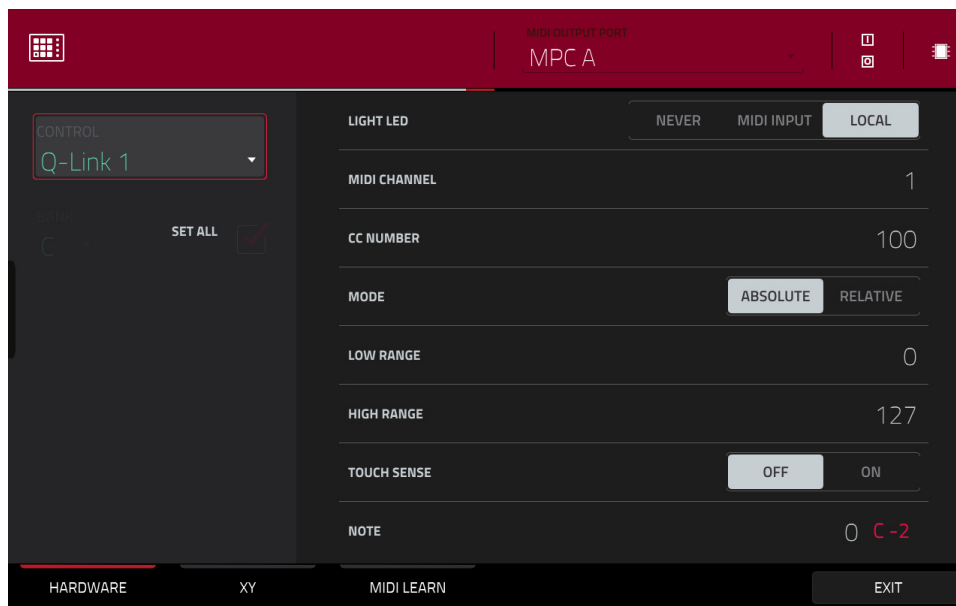 MIDI OUTPUT PORT
MPC A
CONTROL
Q-Link 1
BANK
C
SET ALL
LIGHT LED NEVER MIDI INPUT LOCAL
MIDI CHANNEL 1
CC NUMBER 100
MODE ABSOLUTE RELATIVE
LOW RANGE 0
HIGH RANGE 127
TOUCH SENSE OFF ON
NOTE 0 C -2
HARDWARE XY MIDI LEARN EXIT